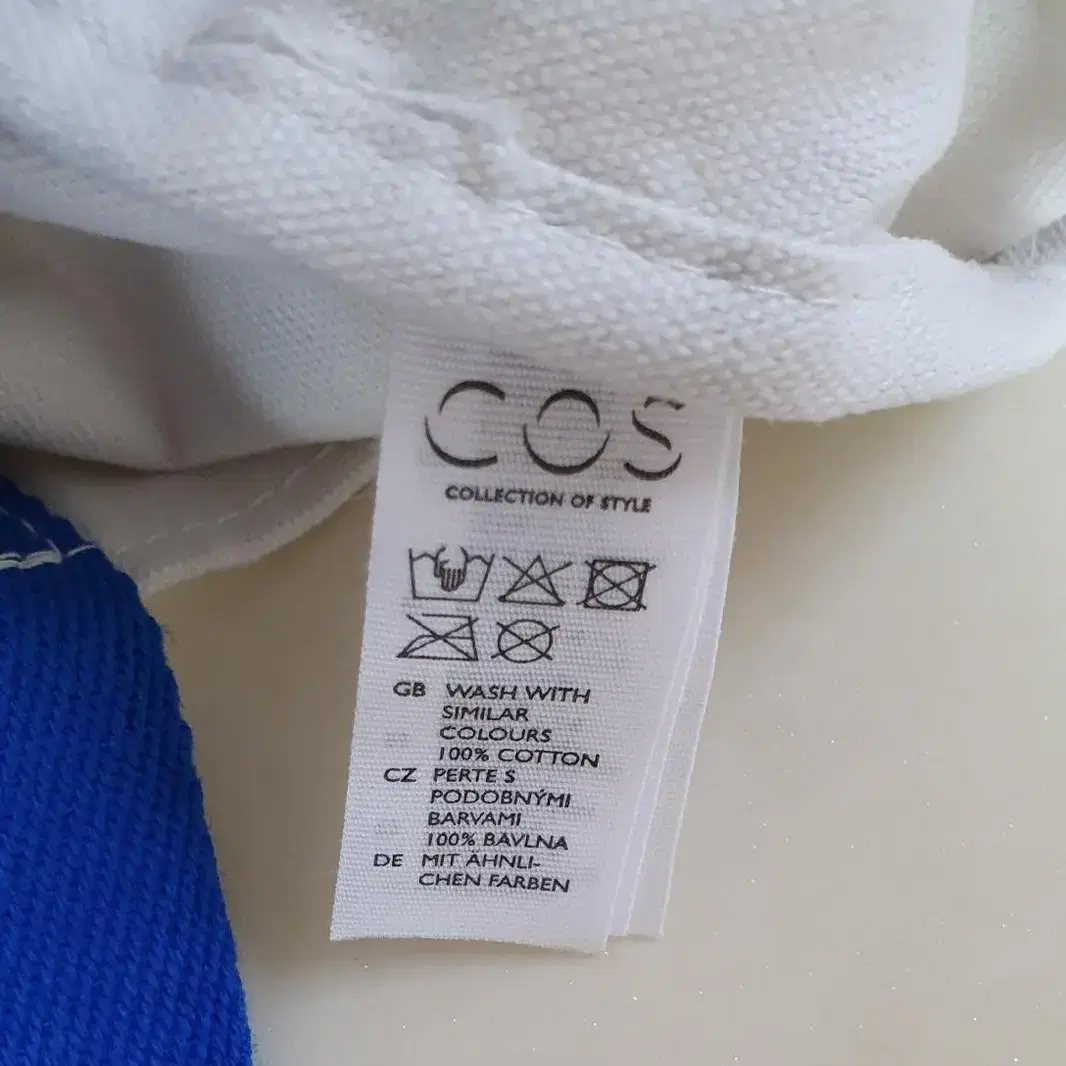 COS
COLLECTION OF STYLE
GB WASH WITH
SIMILAR
COLOURS
100% COTTON
CZ PERTE S
PODOBNÝMI
BARVAMI
100% BAVLNA
DE MIT ÄHNLI-
CHEN FARBEN